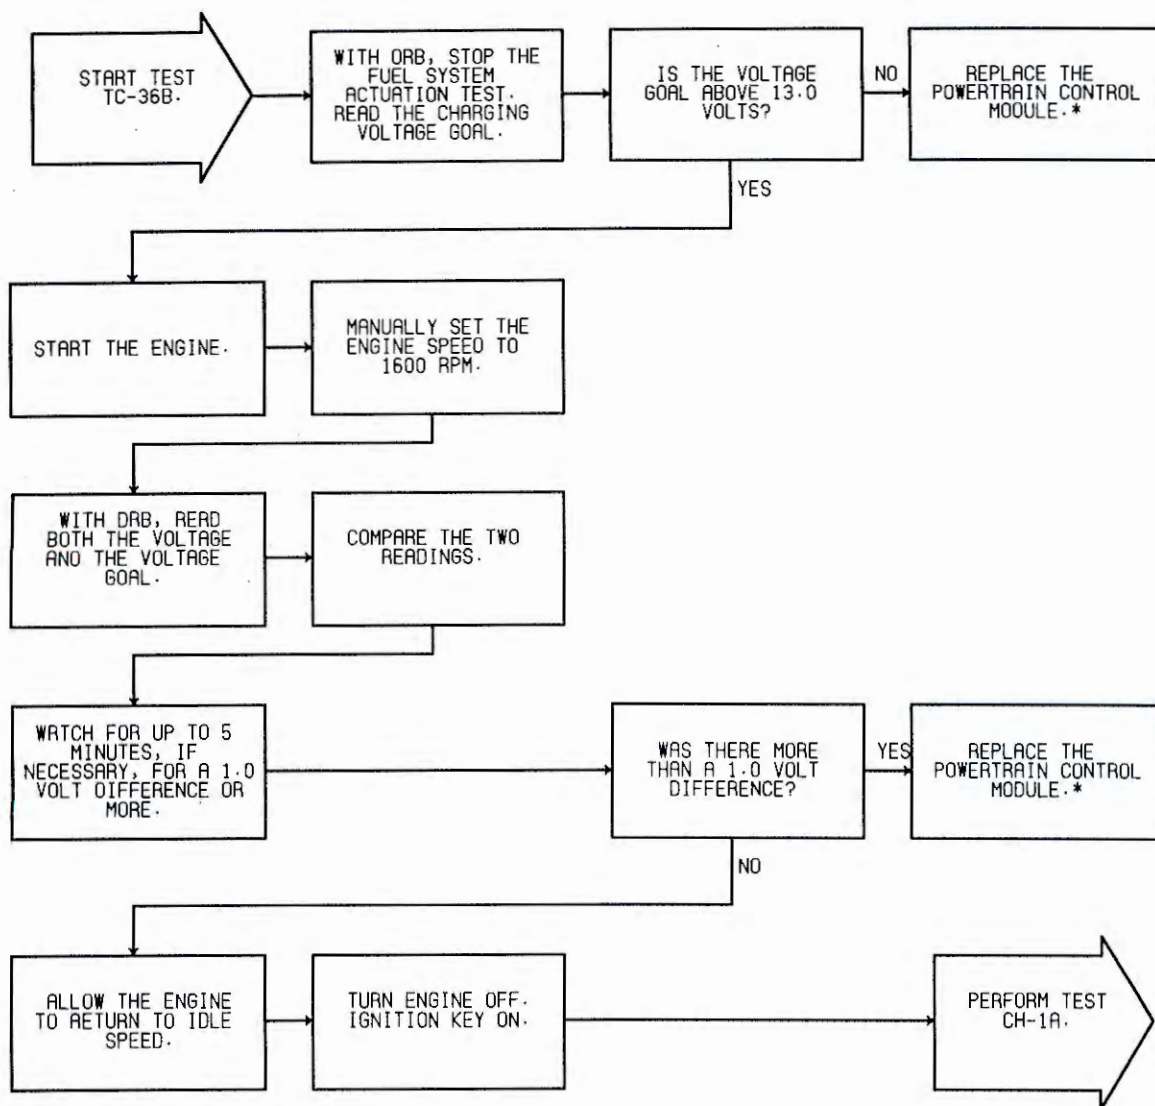 START TEST
TC-36B.
WITH ORB, STOP THE
FUEL SYSTEM
ACTUATION TEST.
READ THE CHARGING
VOLTAGE GOAL.
IS THE VOLTAGE
GOAL ABOVE 13.0
VOLTS?
NO
REPLACE THE
POWERTRAIN CONTROL
MODULE.*
YES
START THE ENGINE.
MANUALLY SET THE
ENGINE SPEED TO
1600 RPM.
WITH DRB, READ
BOTH THE VOLTAGE
AND THE VOLTAGE
GOAL.
COMPARE THE TWO
READINGS.
WATCH FOR UP TO 5
MINUTES, IF
NECESSARY, FOR A 1.0
VOLT DIFFERENCE OR
MORE.
WAS THERE MORE
THAN A 1.0 VOLT
DIFFERENCE?
YES
REPLACE THE
POWERTRAIN CONTROL
MODULE.*
NO
ALLOW THE ENGINE
TO RETURN TO IDLE
SPEED.
TURN ENGINE OFF.
IGNITION KEY ON.
PERFORM TEST
CH-1A.